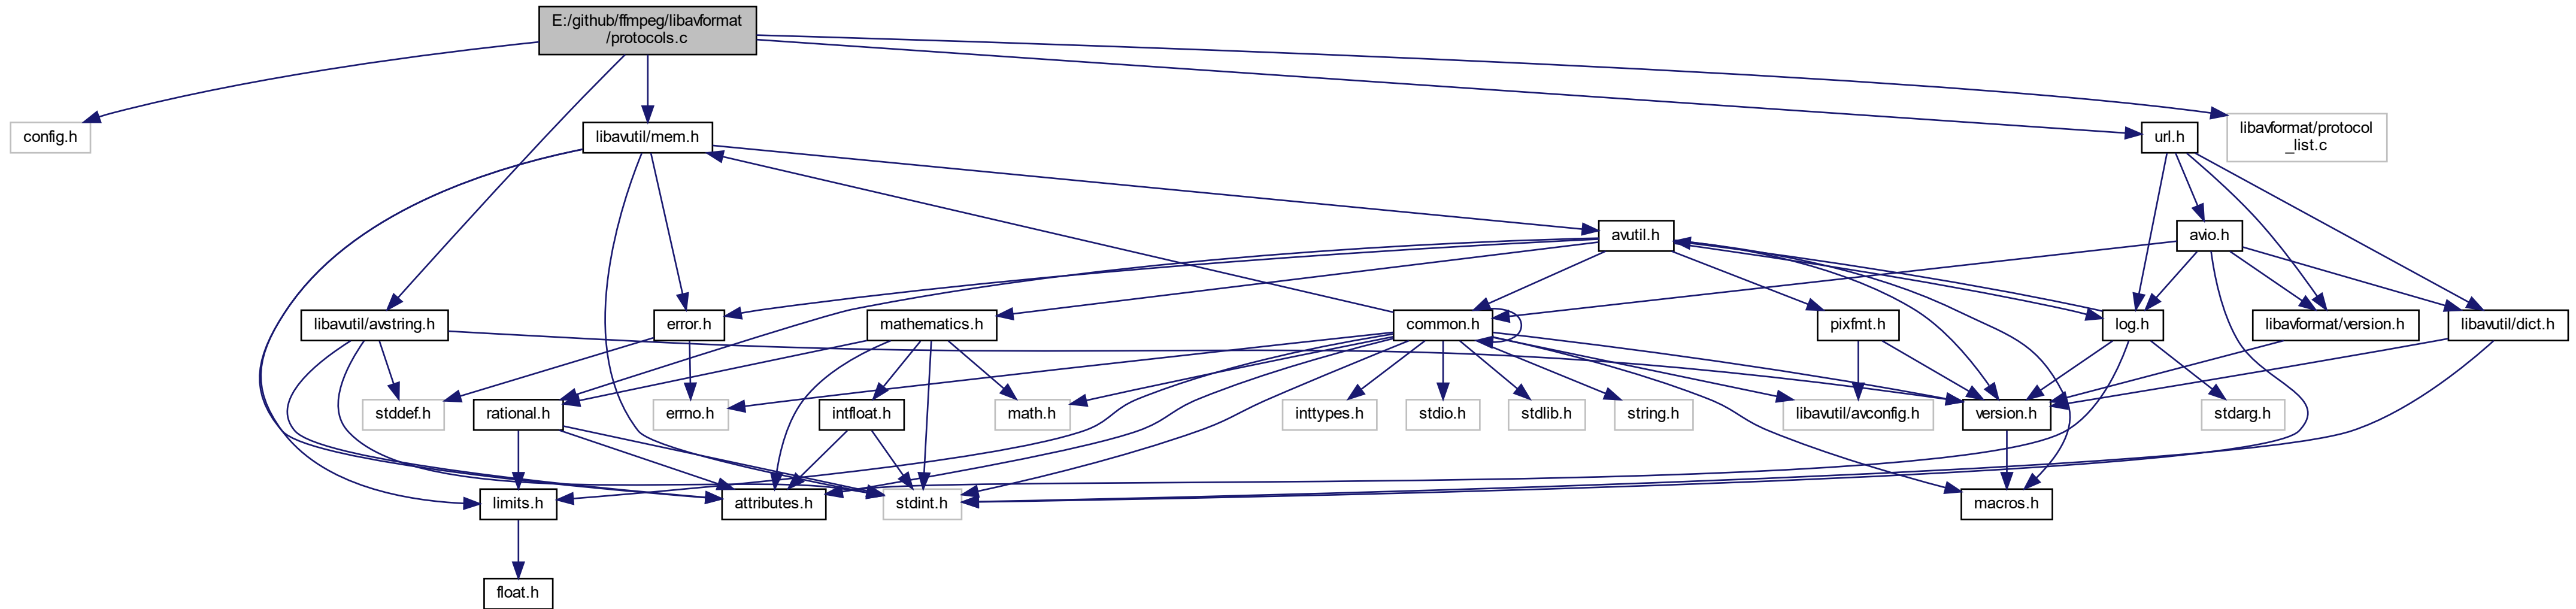 E:/github/ffmpeg/libavformat
/protocols.c
config.h
libavutil/mem.h
url.h
libavformat/protocol
_list.c
avutil.h
avio.h
libavutil/avstring.h
error.h
mathematics.h
common.h
pixfmt.h
log.h
libavformat/version.h
libavutil/dict.h
stddef.h
rational.h
errno.h
intfloat.h
math.h
inttypes.h
stdio.h
stdlib.h
string.h
libavutil/avconfig.h
version.h
stdarg.h
limits.h
attributes.h
stdint.h
macros.h
float.h